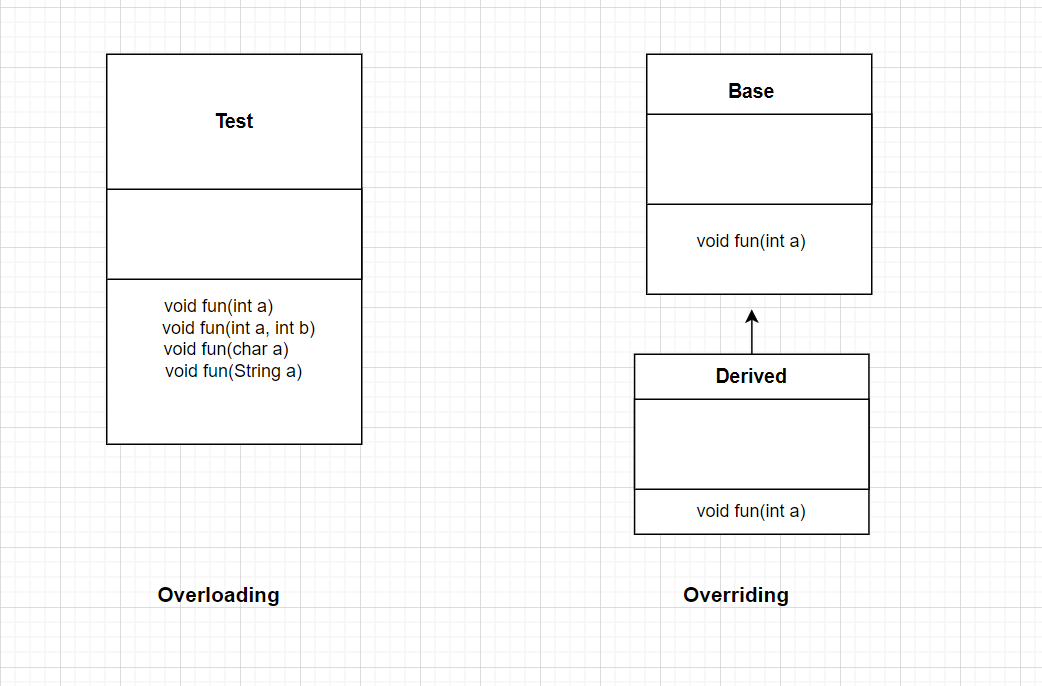 Test
void fun(int a)
void fun(int a, int b)
void fun(char a)
void fun(String a)
Overloading
Base
void fun(int a)
Derived
void fun(int a)
Overriding